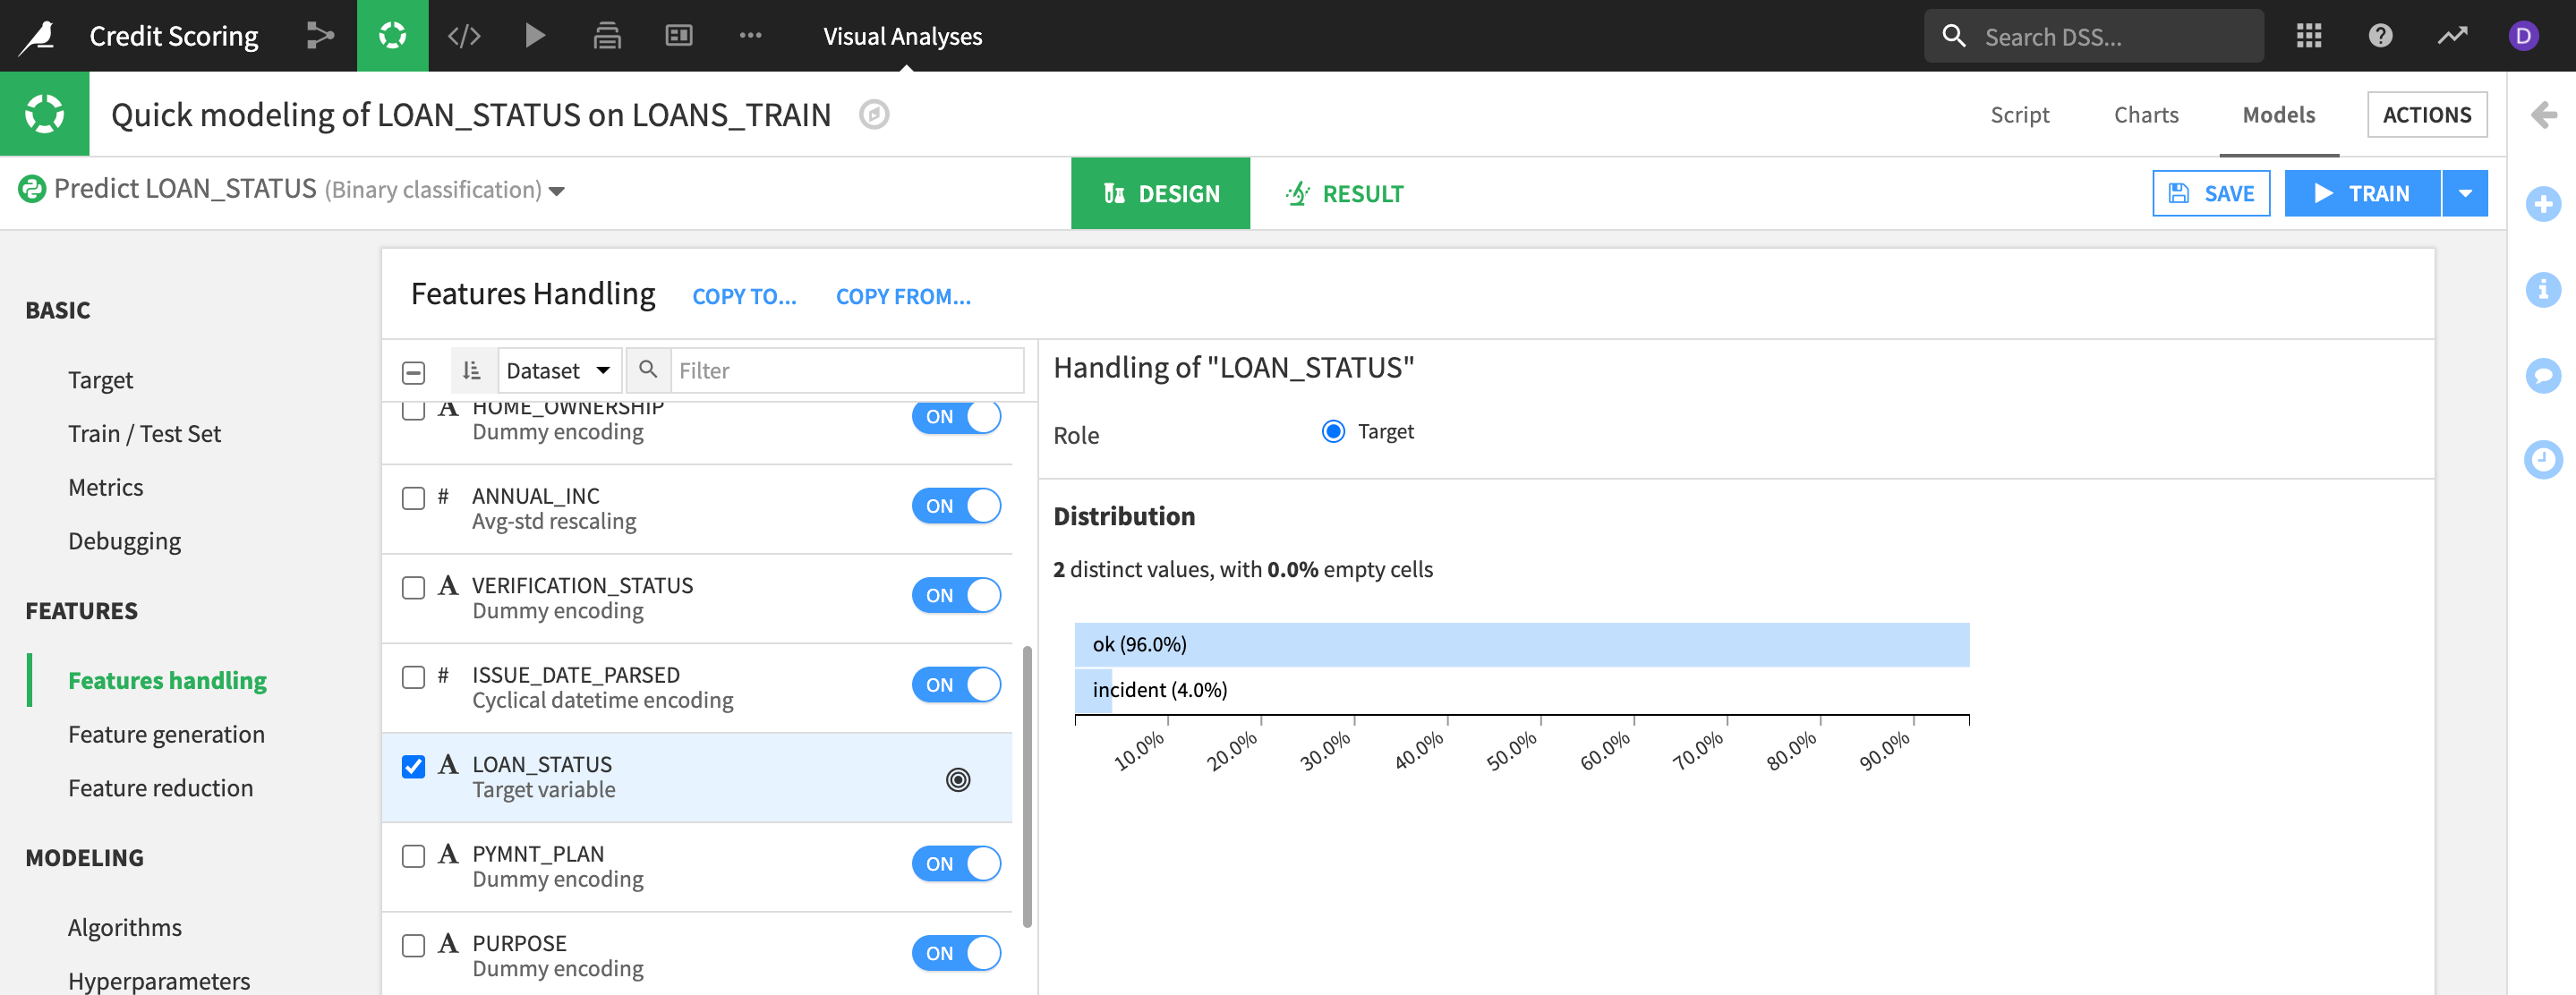 Credit Scoring
Visual Analyses
Search DSS...
D
Quick modeling of LOAN_STATUS on LOANS_TRAIN
Script
Charts
Models
ACTIONS
Predict LOAN_STATUS (Binary classification)
DESIGN
RESULT
SAVE
TRAIN
BASIC
Target
Train / Test Set
Metrics
Debugging
FEATURES
Features handling
Feature generation
Feature reduction
MODELING
Algorithms
Hyperparameters
Features Handling
COPY TO...
COPY FROM...
Dataset
Filter
A HOME_OWNERSHIP
Dummy encoding
ON
# ANNUAL_INC
Avg-std rescaling
ON
A VERIFICATION_STATUS
Dummy encoding
ON
# ISSUE_DATE_PARSED
Cyclical datetime encoding
ON
A LOAN_STATUS
Target variable
A PYMNT_PLAN
Dummy encoding
ON
A PURPOSE
Dummy encoding
ON
Handling of "LOAN_STATUS"
Role
Target
Distribution
2 distinct values, with 0.0% empty cells
ok (96.0%)
incident (4.0%)
10.0%
20.0%
30.0%
40.0%
50.0%
60.0%
70.0%
80.0%
90.0%